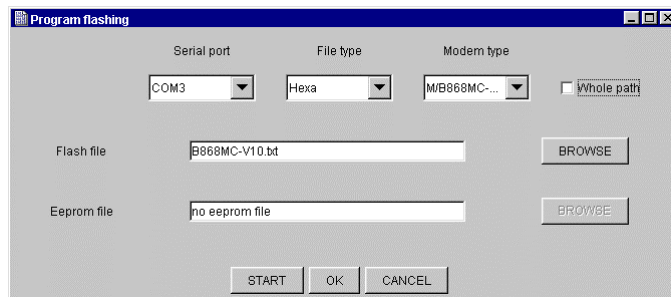 Program flashing
Serial port File type Modem type
COM3 Hexa M/B868MC-... Whole path
Flash file B868MC-V10.txt BROWSE
Eeprom file no eeprom file BROWSE
START OK CANCEL